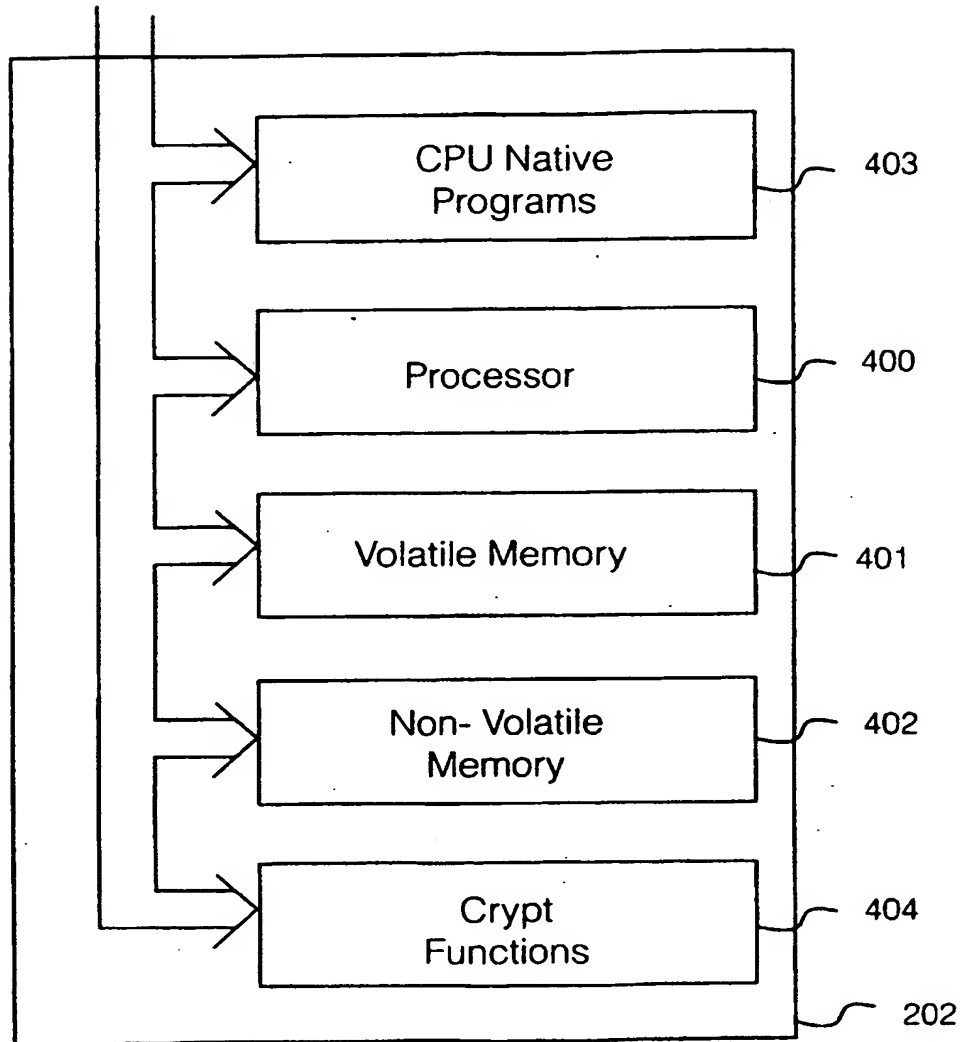 CPU Native
Programs
403
Processor
400
Volatile Memory
401
Non- Volatile
Memory
402
Crypt
Functions
404
202